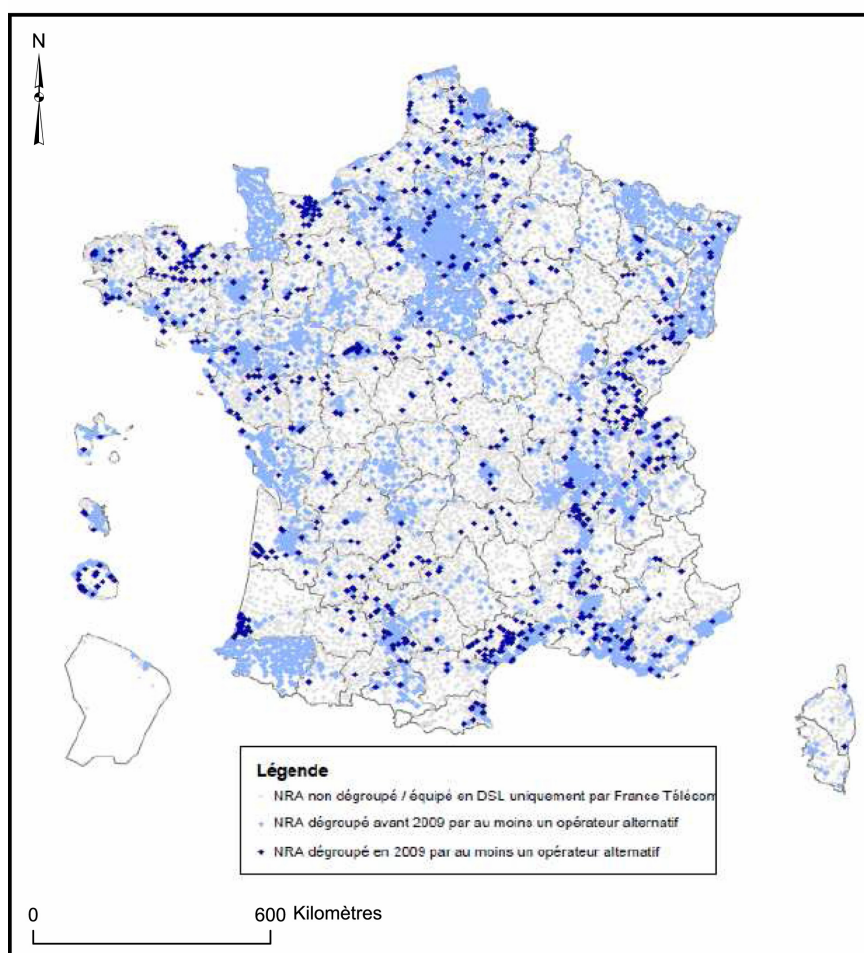 N
Légende
NRA non dégroupé / équipé en DSL uniquement par France Télécom
NRA dégroupé avant 2009 par au moins un opérateur alternatif
NRA dégroupé en 2009 par au moins un opérateur alternatif
0
600 Kilomètres